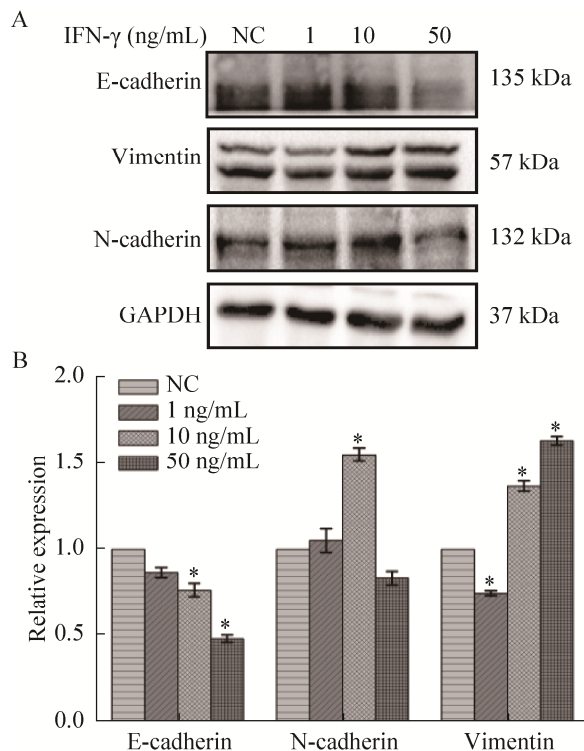 A
IFN-γ (ng/mL) NC 1 10 50
E-cadherin 135 kDa
Vimentin 57 kDa
N-cadherin 132 kDa
GAPDH 37 kDa
B
2.0
1.5
1.0
0.5
0.0
Relative expression
NC
1 ng/mL
10 ng/mL
50 ng/mL
* * * * * *
E-cadherin N-cadherin Vimentin